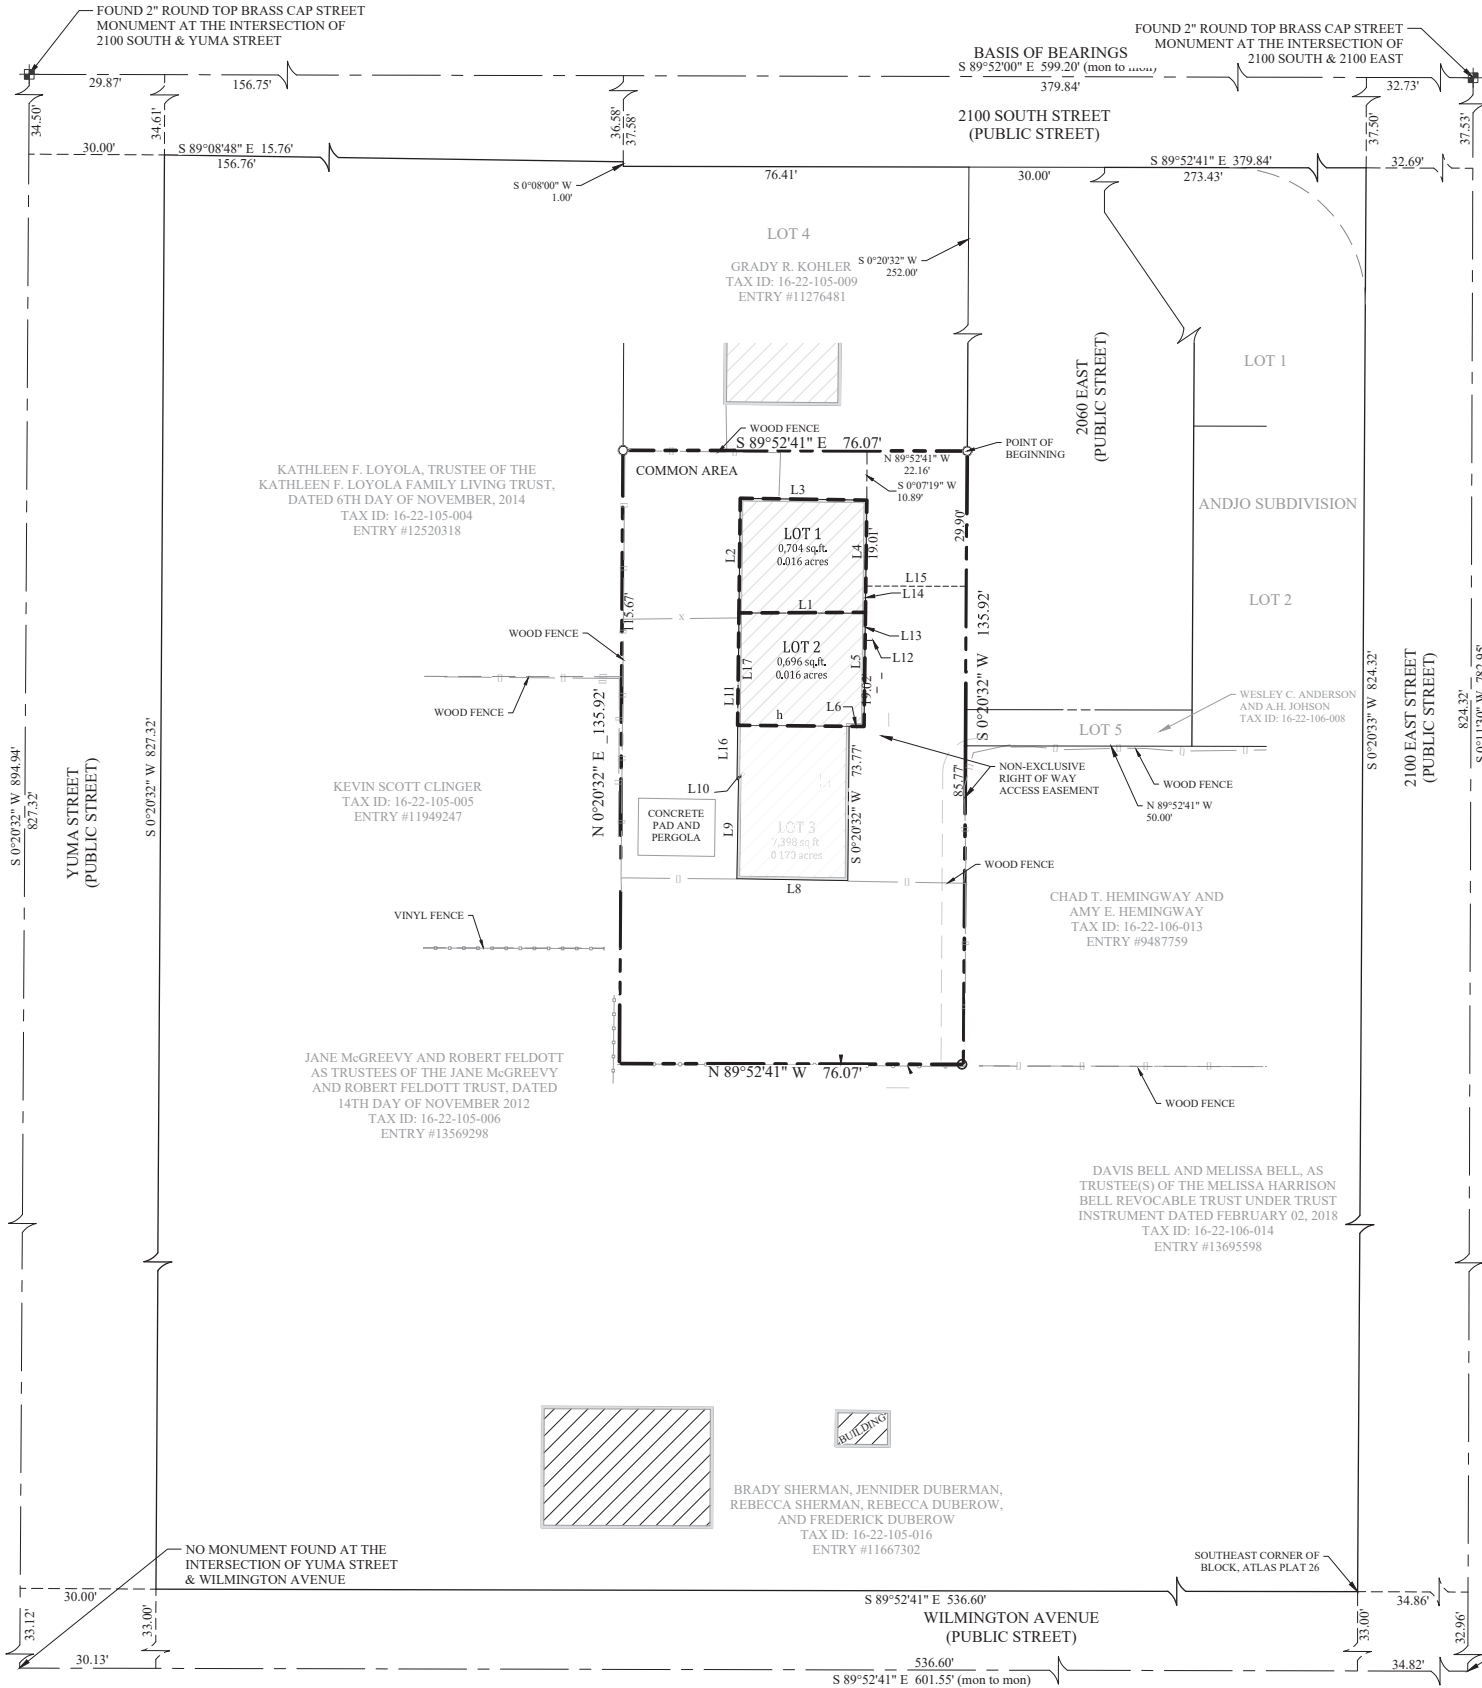 FOUND 2" ROUND TOP BRASS CAP STREET
MONUMENT AT THE INTERSECTION OF
2100 SOUTH & YUMA STREET
FOUND 2" ROUND TOP BRASS CAP STREET
MONUMENT AT THE INTERSECTION OF
2100 SOUTH & 2100 EAST
BASIS OF BEARINGS
S 89°52'00" E 599.20' (mon to mon)
29.87'
156.75'
379.84'
32.73'
34.50'
34.61'
36.58'
37.58'
37.50'
37.53'
2100 SOUTH STREET
(PUBLIC STREET)
30.00'
S 89°08'48" E 15.76'
156.76'
S 0°08'00" W
1.00'
76.41'
30.00'
S 89°52'41" E 379.84'
273.43'
32.69'
LOT 4
GRADY R. KOHLER
TAX ID: 16-22-105-009
ENTRY #11276481
S 0°20'32" W
252.00'
2060 EAST
(PUBLIC STREET)
LOT 1
WOOD FENCE
S 89°52'41" E 76.07'
POINT OF
BEGINNING
COMMON AREA
N 89°52'41" W
22.16'
S 0°07'19" W
10.89'
KATHLEEN F. LOYOLA, TRUSTEE OF THE
KATHLEEN F. LOYOLA FAMILY LIVING TRUST,
DATED 6TH DAY OF NOVEMBER, 2014
TAX ID: 16-22-105-004
ENTRY #12520318
ANDJO SUBDIVISION
L3
LOT 1
0,704 sq.ft.
0.016 acres
L2
L4
19.01'
29.90'
L15
L14
L1
115.67'
S 0°20'32" W 135.92'
LOT 2
WOOD FENCE
L13
L12
LOT 2
0,696 sq.ft.
0.016 acres
L17
L11
L5
19.02'
L6
h
WOOD FENCE
N 0°20'32" E 135.92'
WESLEY C. ANDERSON
AND A.H. JOHSON
TAX ID: 16-22-106-008
LOT 5
S 0°20'33" W 824.32'
2100 EAST STREET
(PUBLIC STREET)
824.32'
S 0°11'30" W 782.95'
S 0°20'32" W 894.94'
827.32'
YUMA STREET
(PUBLIC STREET)
S 0°20'32" W 827.32'
L16
L10
L9
S 0°20'32" W 73.77'
85.77'
NON-EXCLUSIVE
RIGHT OF WAY
ACCESS EASEMENT
WOOD FENCE
N 89°52'41" W
50.00'
KEVIN SCOTT CLINGER
TAX ID: 16-22-105-005
ENTRY #11949247
CONCRETE
PAD AND
PERGOLA
LOT 3
7,398 sq ft
0 170 acres
L8
WOOD FENCE
VINYL FENCE
CHAD T. HEMINGWAY AND
AMY E. HEMINGWAY
TAX ID: 16-22-106-013
ENTRY #9487759
JANE McGREEVY AND ROBERT FELDOTT
AS TRUSTEES OF THE JANE McGREEVY
AND ROBERT FELDOTT TRUST, DATED
14TH DAY OF NOVEMBER 2012
TAX ID: 16-22-105-006
ENTRY #13569298
N 89°52'41" W 76.07'
WOOD FENCE
DAVIS BELL AND MELISSA BELL, AS
TRUSTEE(S) OF THE MELISSA HARRISON
BELL REVOCABLE TRUST UNDER TRUST
INSTRUMENT DATED FEBRUARY 02, 2018
TAX ID: 16-22-106-014
ENTRY #13695598
BUILDING
BRADY SHERMAN, JENNIDER DUBERMAN,
REBECCA SHERMAN, REBECCA DUBEROW,
AND FREDERICK DUBEROW
TAX ID: 16-22-105-016
ENTRY #11667302
NO MONUMENT FOUND AT THE
INTERSECTION OF YUMA STREET
& WILMINGTON AVENUE
SOUTHEAST CORNER OF
BLOCK, ATLAS PLAT 26
30.00'
S 89°52'41" E 536.60'
34.86'
WILMINGTON AVENUE
(PUBLIC STREET)
33.12'
33.00'
33.00'
32.96'
30.13'
536.60'
S 89°52'41" E 601.55' (mon to mon)
34.82'